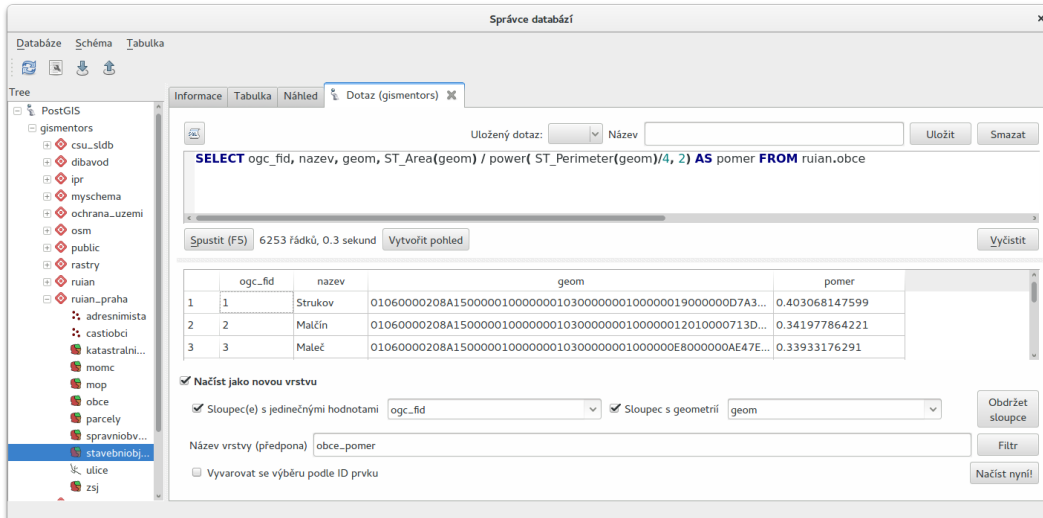 Správce databází
Databáze Schéma Tabulka
Tree
PostGIS
gismentors
csu_sldb
dibavod
ipr
myschema
ochrana_uzemi
osm
public
rastry
ruian
ruian_praha
adresnimista
castiobci
katastralni...
momc
mop
obce
parcely
spravniobv...
stavebniobj...
ulice
zsj
Informace Tabulka Náhled Dotaz (gismentors)
Uložený dotaz: Název Uložit Smazat
SELECT ogc_fid, nazev, geom, ST_Area(geom) / power( ST_Perimeter(geom)/4, 2) AS pomer FROM ruian.obce
Spustit (F5) 6253 řádků, 0.3 sekund Vytvořit pohled Vyčistit
ogc_fid nazev geom pomer
1 1 Strukov 01060000208A1500000100000001030000000100000019000000D7A3... 0.403068147599
2 2 Malčín 01060000208A1500000100000001030000000100000012010000713D... 0.341977864221
3 3 Maleč 01060000208A15000001000000010300000001000000E8000000AE47E... 0.33933176291
Načíst jako novou vrstvu
Sloupec(e) s jedinečnými hodnotami ogc_fid Sloupec s geometrií geom Obdržet sloupce
Název vrstvy (předpona) obce_pomer Filtr
Vyvarovat se výběru podle ID prvku Načíst nyní!